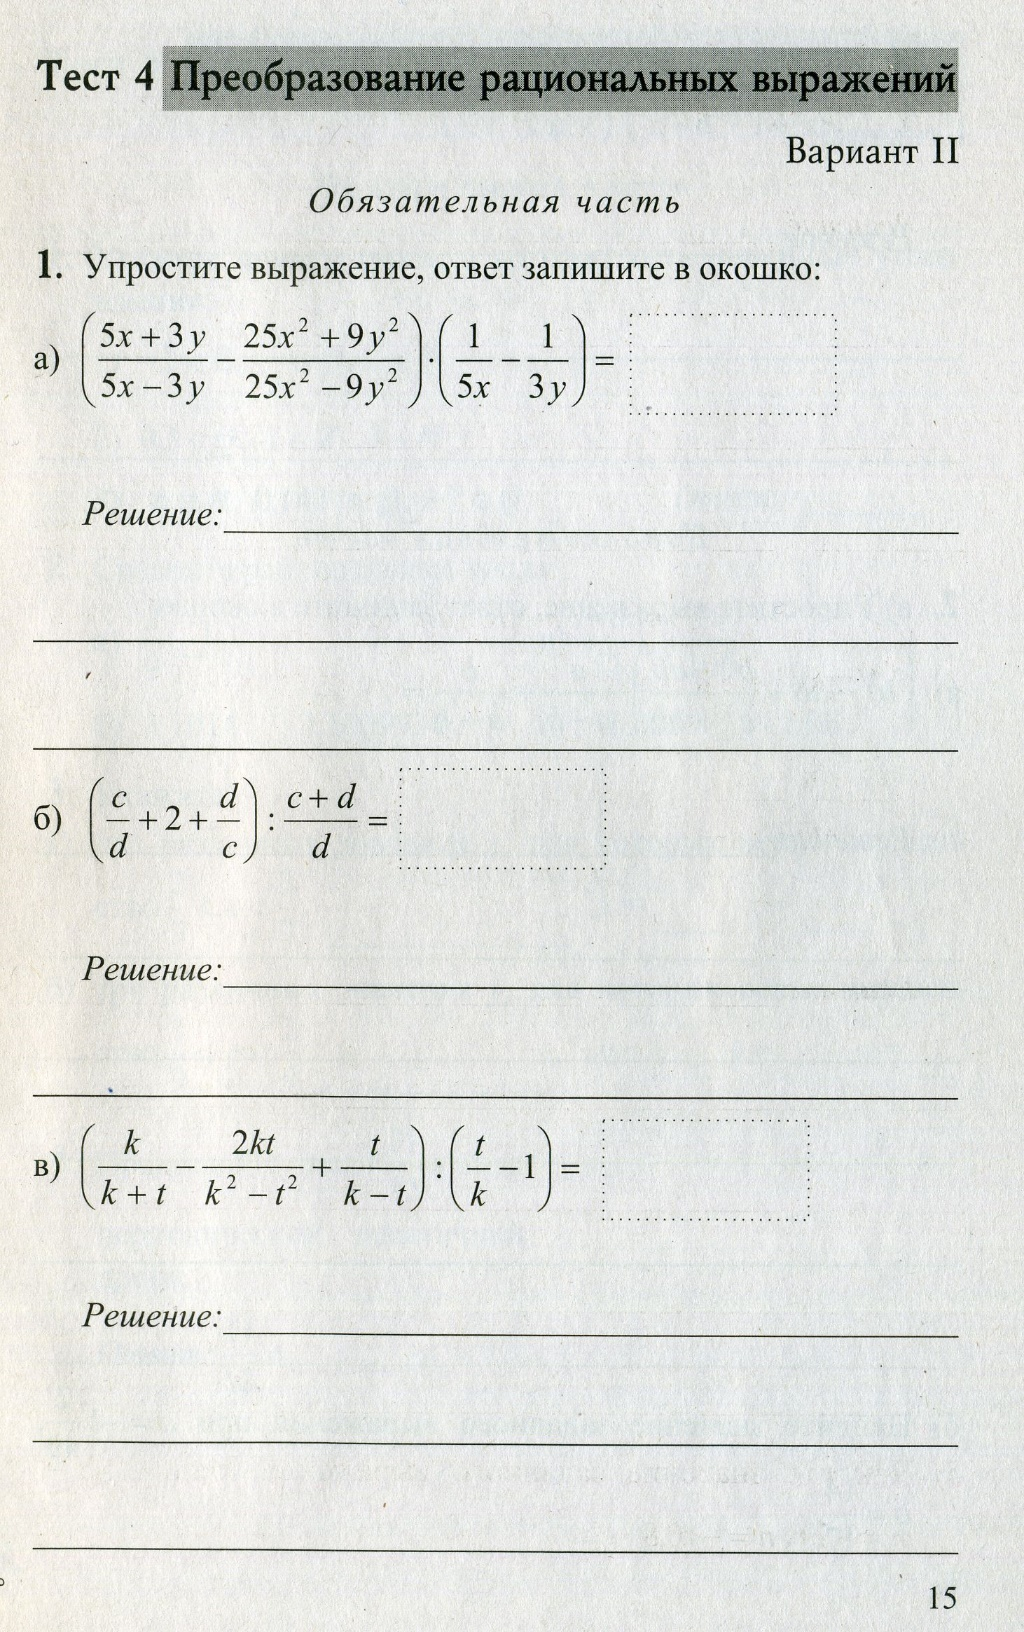 Тест 4 Преобразование рациональных выражений
Вариант II
Обязательная часть
1. Упростите выражение, ответ запишите в окошко:
а) ((5x + 3y)/(5x − 3y) − (25x² + 9y²)/(25x² − 9y²)) · (1/(5x) − 1/(3y)) =
Решение:
б) (c/d + 2 + d/c) : (c + d)/d =
Решение:
в) (k/(k + t) − 2kt/(k² − t²) + t/(k − t)) : (t/k − 1) =
Решение:
15